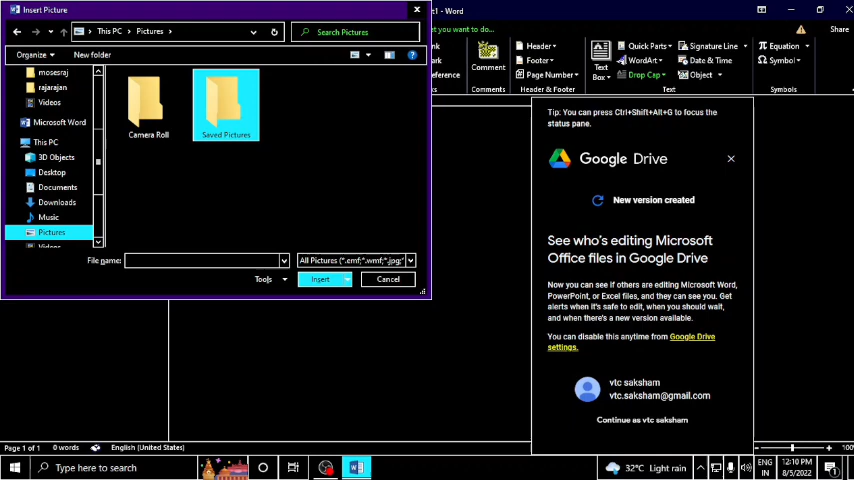 Insert Picture
t1 - Word
This PC
Pictures
Search Pictures
et you want to do...
Share
Organize
New folder
mosesraj
rajarajan
Videos
Microsoft Word
This PC
3D Objects
Desktop
Documents
Downloads
Music
Pictures
Videos
Camera Roll
Saved Pictures
File name:
All Pictures (*.emf;*.wmf;*.jpg;*
Tools
Insert
Cancel
nk
mark
eference
Comment
Comments
Header
Footer
Page Number
Header & Footer
Text
Box
Quick Parts
WordArt
Drop Cap
Signature Line
Date & Time
Object
Text
Equation
Symbol
Symbols
Tip: You can press Ctrl+Shift+Alt+G to focus the
status pane.
Google Drive
New version created
See who's editing Microsoft
Office files in Google Drive
Now you can see if others are editing Microsoft Word,
PowerPoint, or Excel files, and they can see you. Get
alerts when it's safe to edit, when you should wait,
and when there's a new version available.
You can disable this anytime from Google Drive
settings.
vtc saksham
vtc.saksham@gmail.com
Continue as vtc saksham
Page 1 of 1
0 words
English (United States)
100
Type here to search
32°C Light rain
ENG
IN
12:10 PM
8/5/2022
1